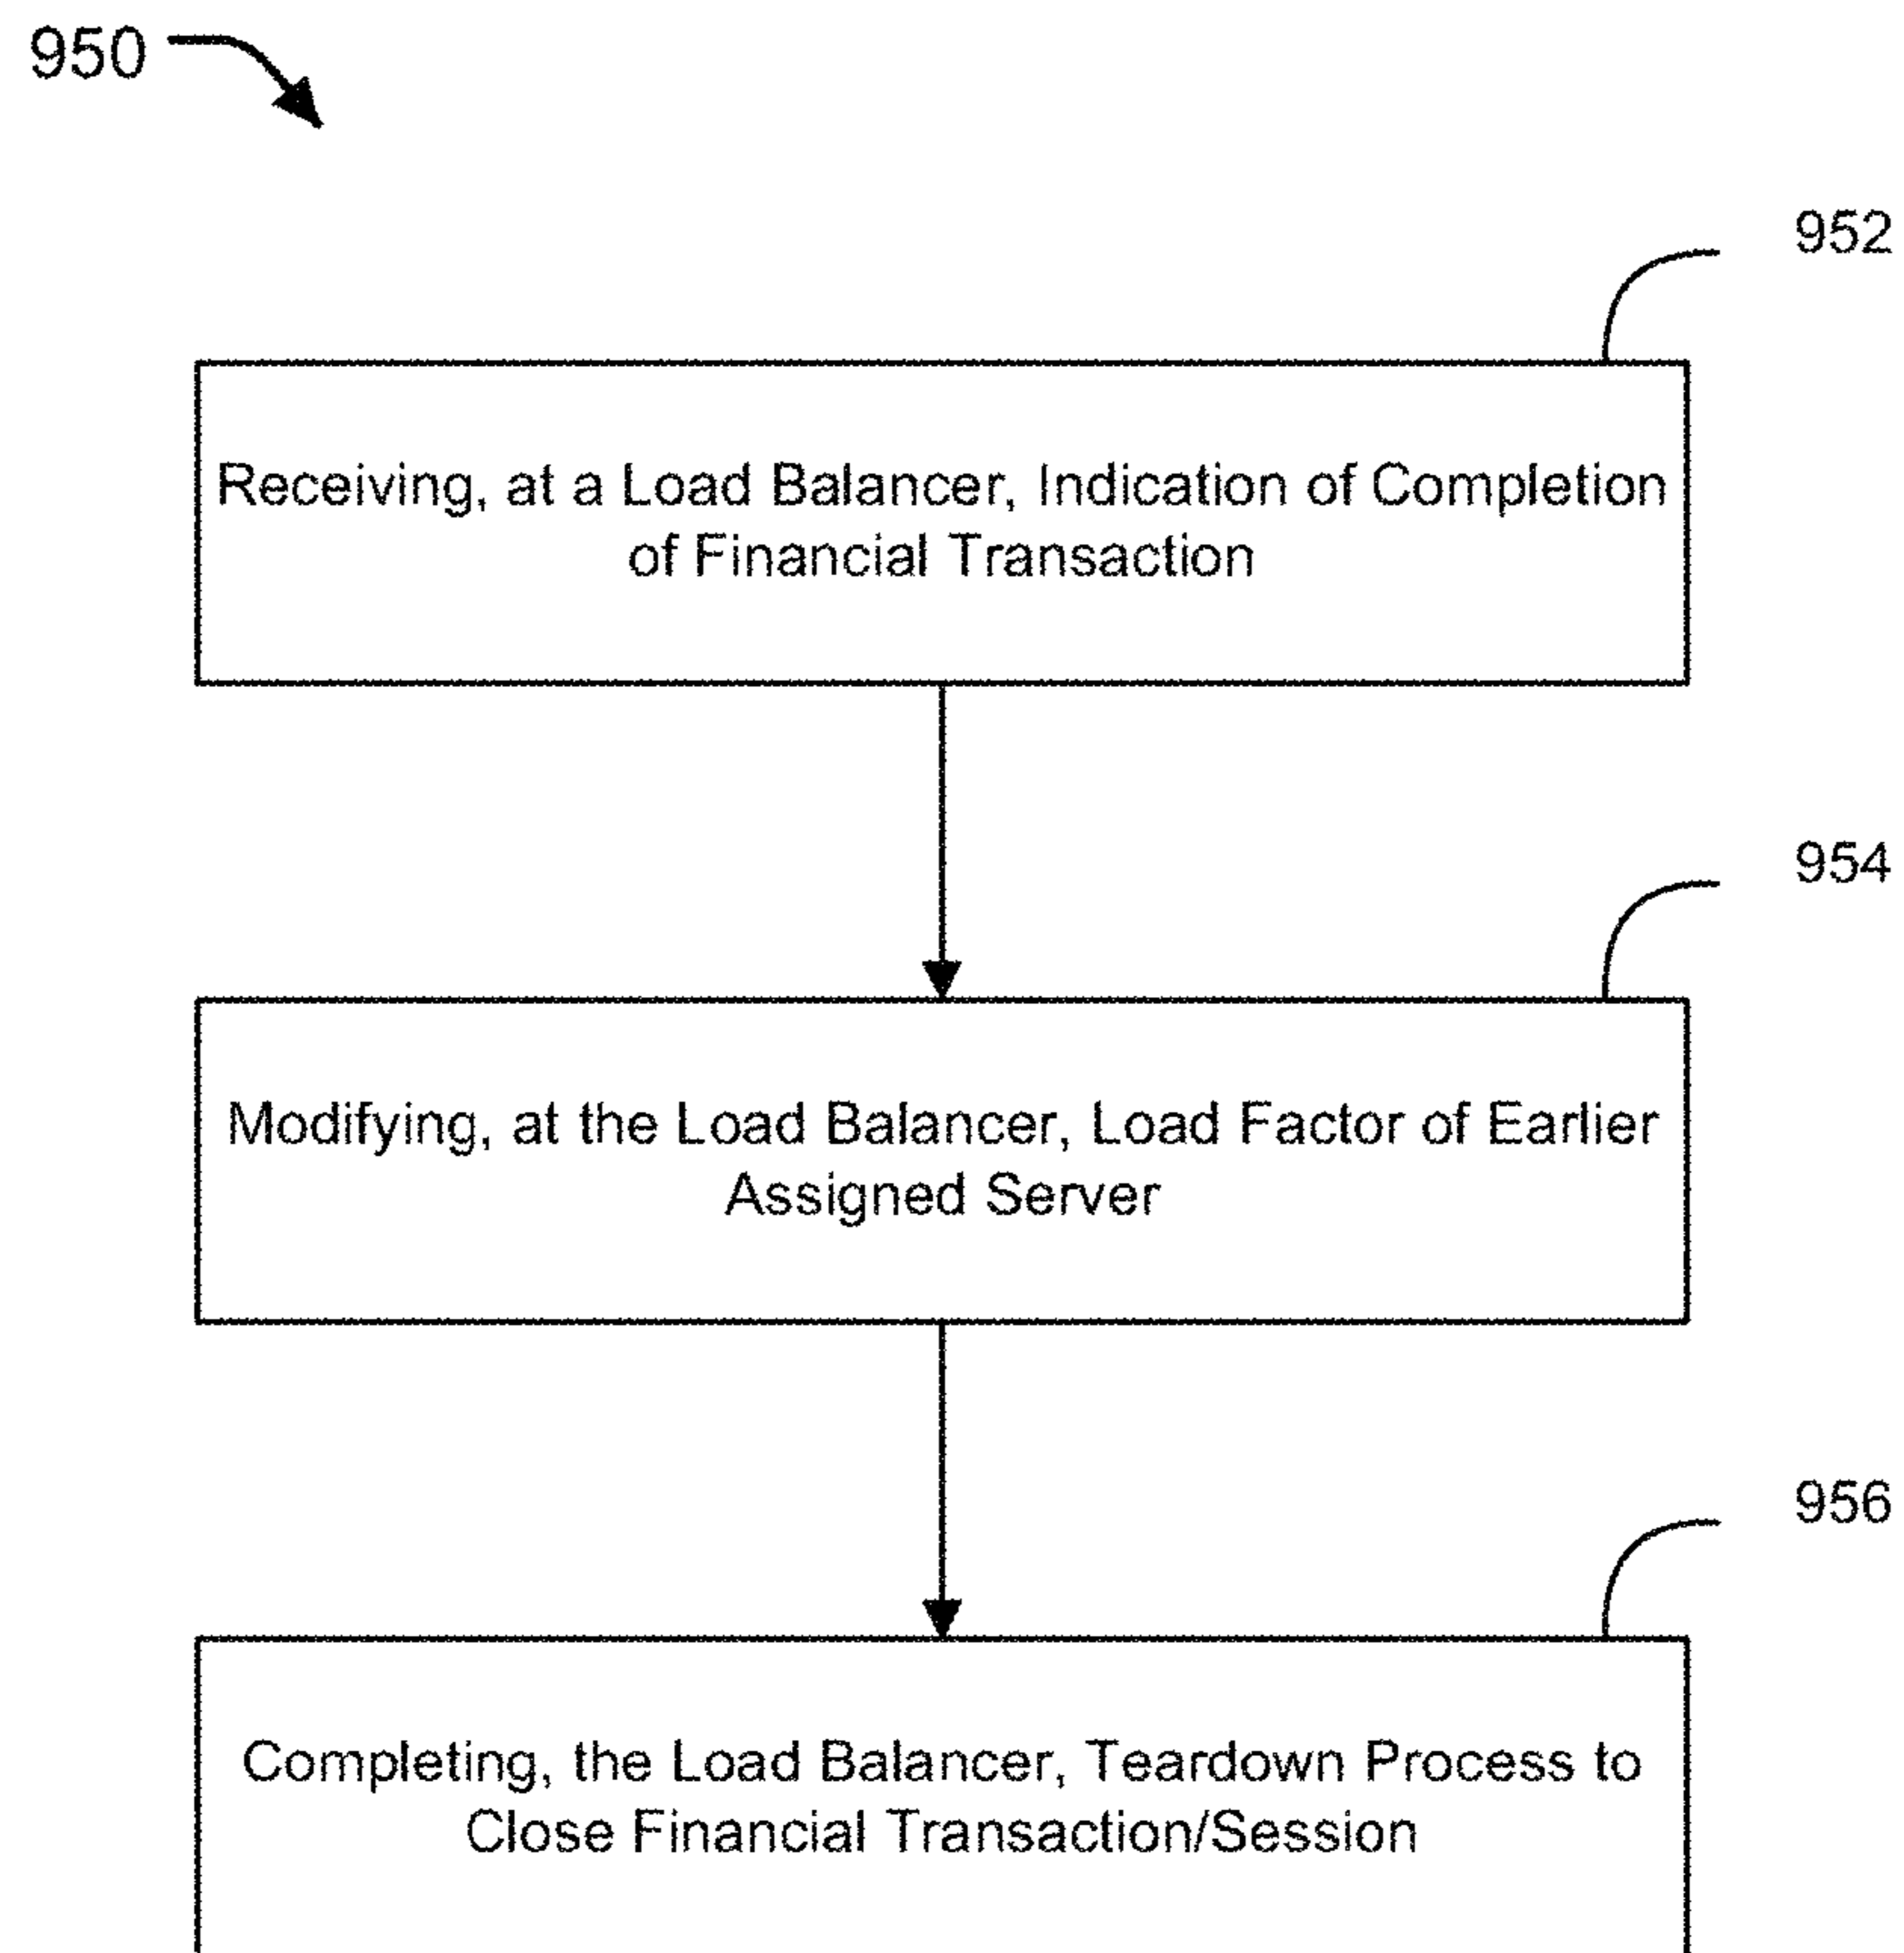 950
952
Receiving, at a Load Balancer, Indication of Completion
of Financial Transaction
954
Modifying, at the Load Balancer, Load Factor of Earlier
Assigned Server
956
Completing, the Load Balancer, Teardown Process to
Close Financial Transaction/Session